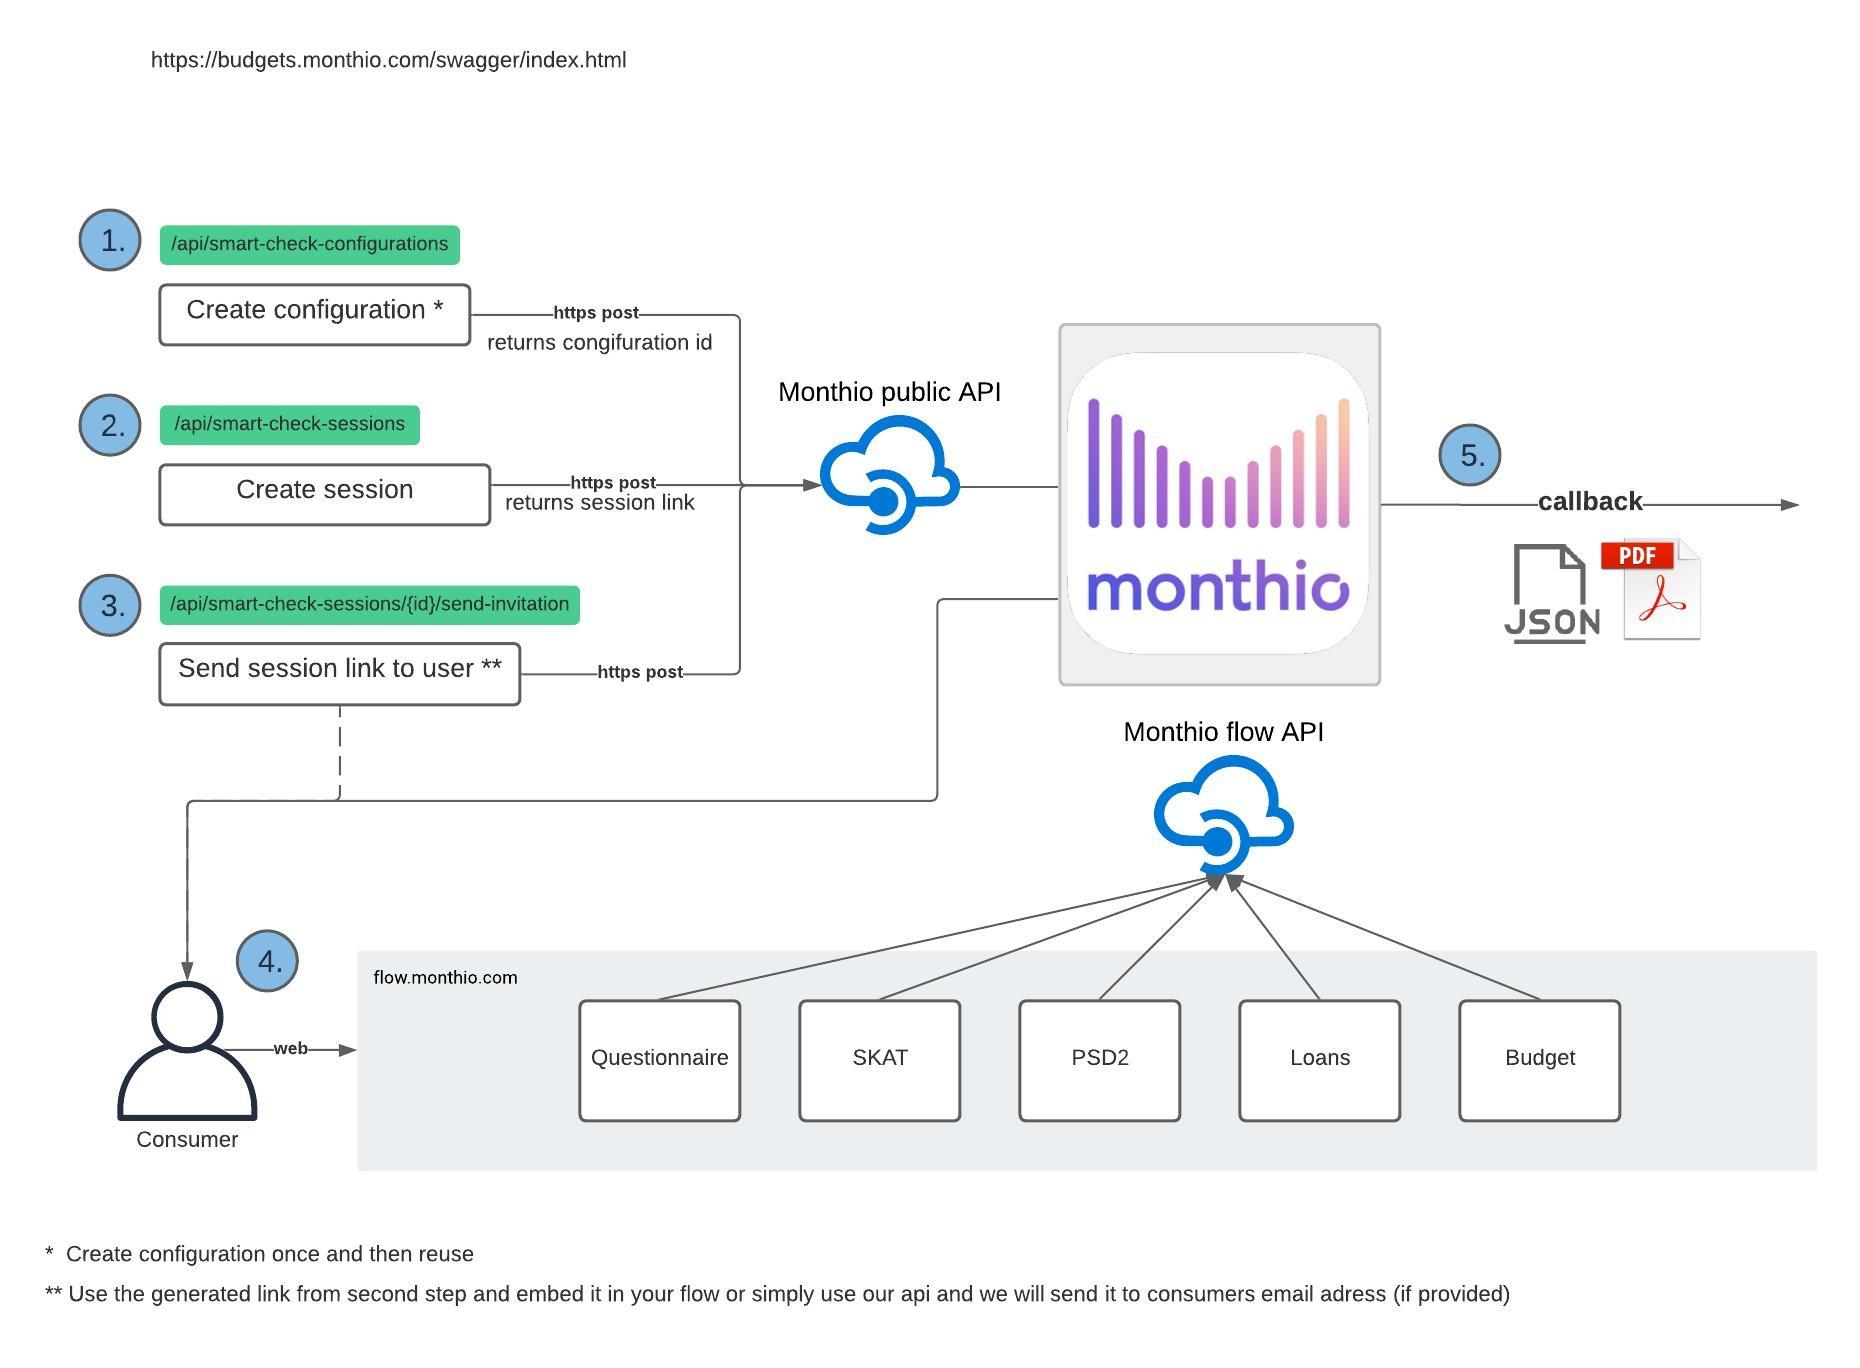 https://budgets.monthio.com/swagger/index.html
1.
/api/smart-check-configurations
Create configuration *
https post
returns congifuration id
2.
/api/smart-check-sessions
Create session
https post
returns session link
3.
/api/smart-check-sessions/{id}/send-invitation
Send session link to user **
https post
Monthio public API
monthio
5.
callback
JSON
PDF
Monthio flow API
4.
flow.monthio.com
web
Consumer
Questionnaire
SKAT
PSD2
Loans
Budget
* Create configuration once and then reuse
** Use the generated link from second step and embed it in your flow or simply use our api and we will send it to consumers email adress (if provided)